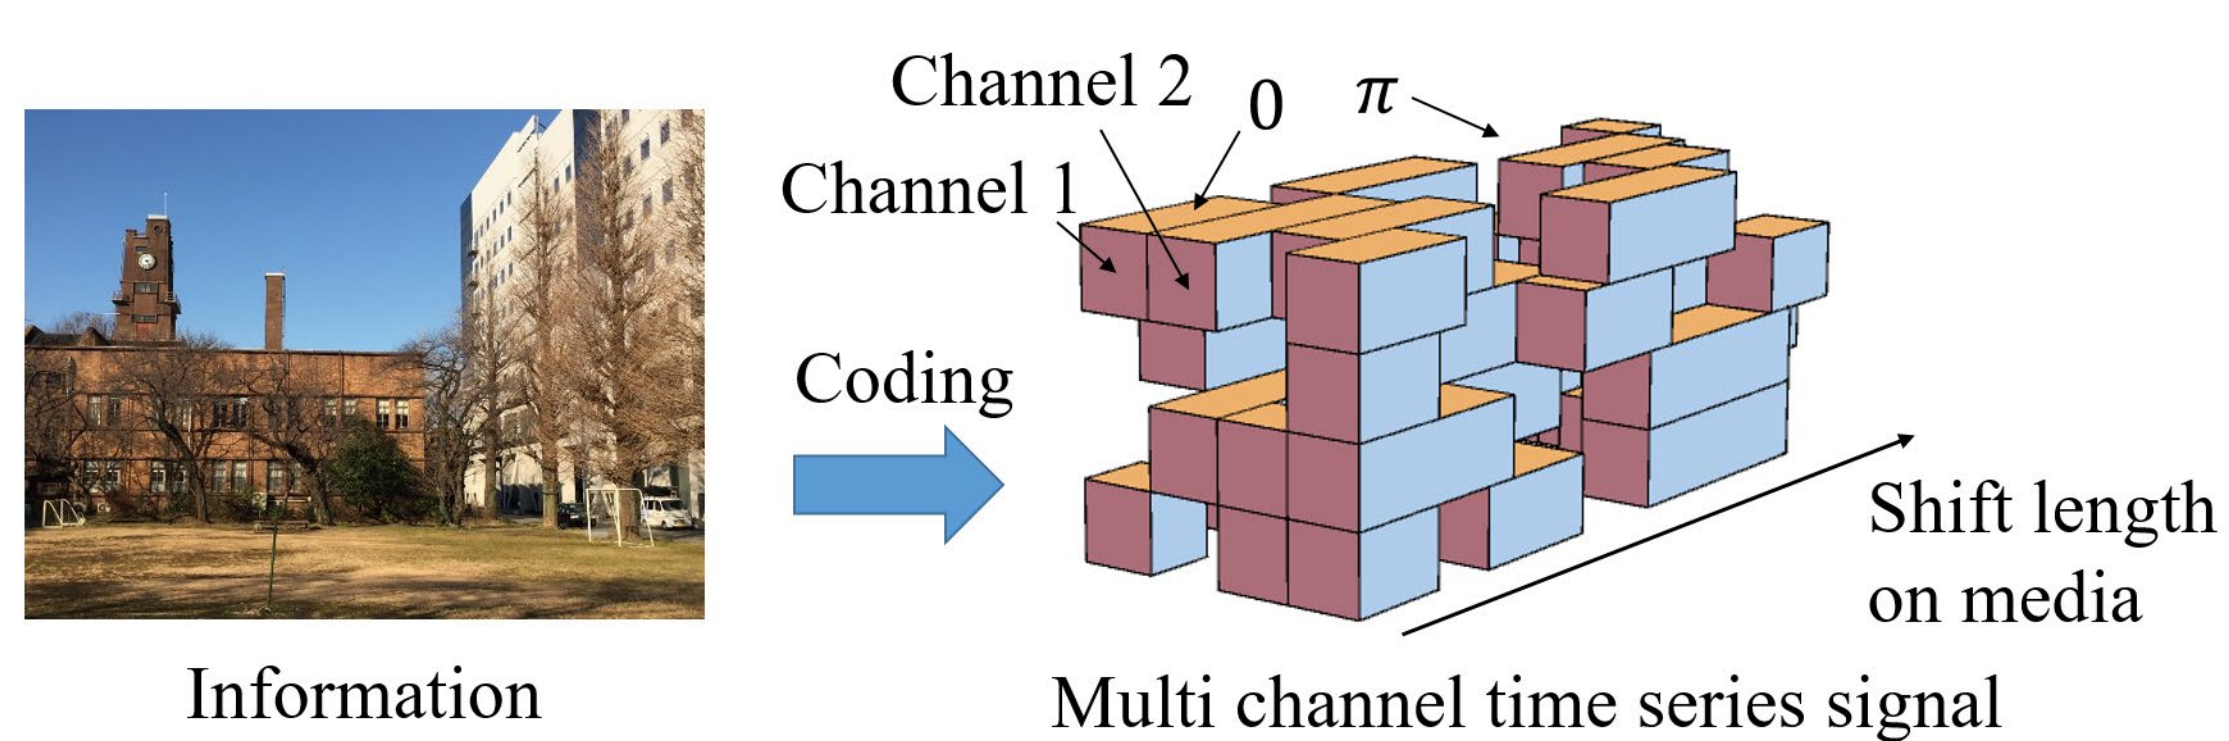 Channel 2
0
π
Channel 1
Coding
Shift length
on media
Information
Multi channel time series signal